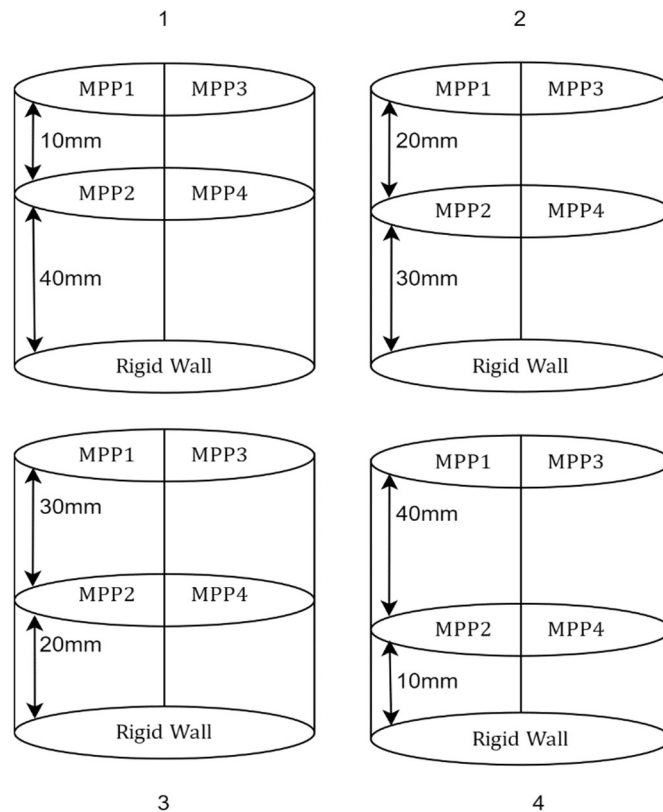 1
MPP1 MPP3
10mm
MPP2 MPP4
40mm
Rigid Wall
2
MPP1 MPP3
20mm
MPP2 MPP4
30mm
Rigid Wall
MPP1 MPP3
30mm
MPP2 MPP4
20mm
Rigid Wall
3
MPP1 MPP3
40mm
MPP2 MPP4
10mm
Rigid Wall
4